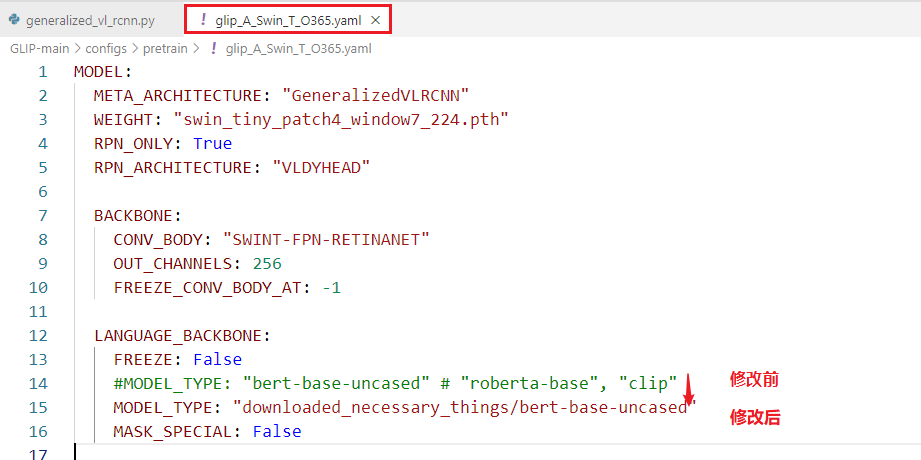 generalized_vl_rcnn.py ! glip_A_Swin_T_O365.yaml ×
GLIP-main > configs > pretrain > ! glip_A_Swin_T_O365.yaml
1 MODEL:
2 META_ARCHITECTURE: "GeneralizedVLRCNN"
3 WEIGHT: "swin_tiny_patch4_window7_224.pth"
4 RPN_ONLY: True
5 RPN_ARCHITECTURE: "VLDYHEAD"
6
7 BACKBONE:
8 CONV_BODY: "SWINT-FPN-RETINANET"
9 OUT_CHANNELS: 256
10 FREEZE_CONV_BODY_AT: -1
11
12 LANGUAGE_BACKBONE:
13 FREEZE: False
14 #MODEL_TYPE: "bert-base-uncased" # "roberta-base", "clip" 修改前
15 MODEL_TYPE: "downloaded_necessary_things/bert-base-uncased" 修改后
16 MASK_SPECIAL: False
17